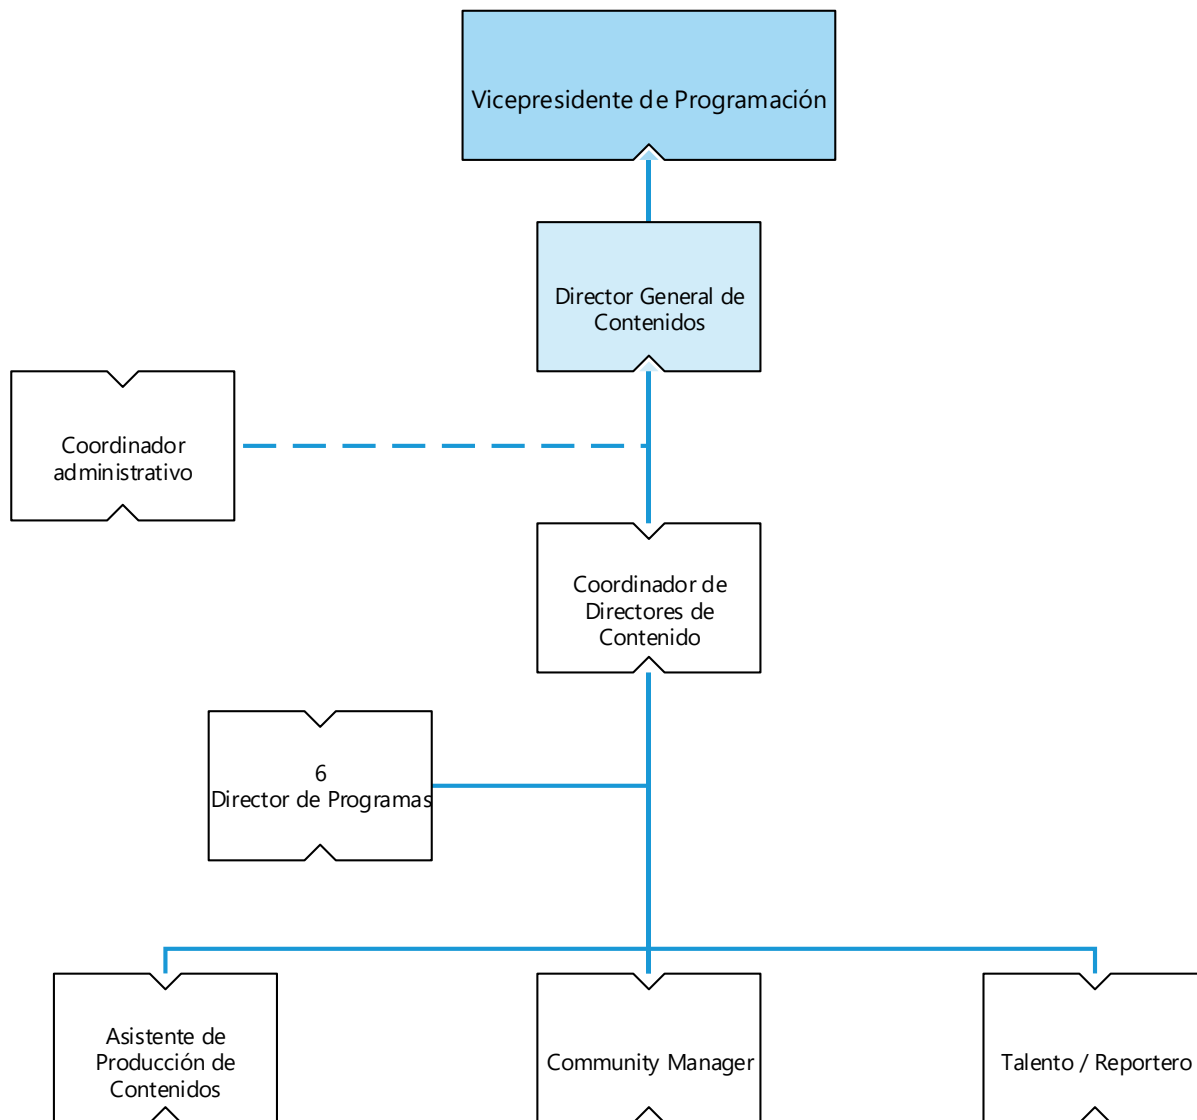 Vicepresidente de Programación
Director General de
Contenidos
Coordinador
administrativo
Coordinador de
Directores de
Contenido
6
Director de Programas
Asistente de
Producción de
Contenidos
Community Manager
Talento / Reportero